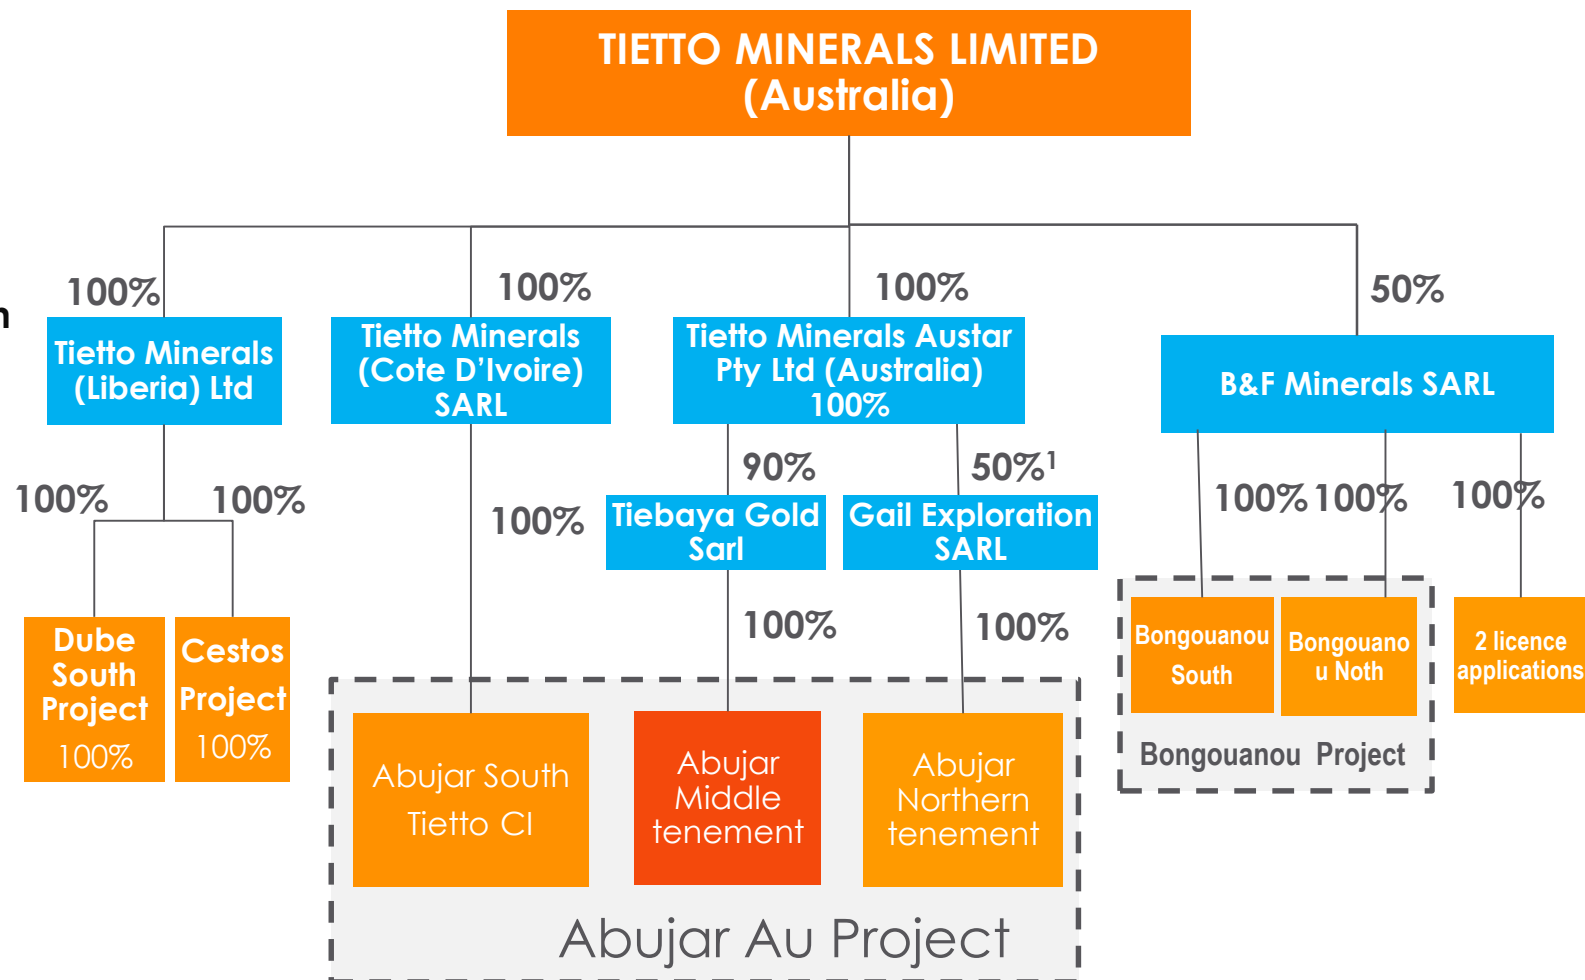 TIETTO MINERALS LIMITED
(Australia)
100%
100%
100%
50%
n
Tietto Minerals
(Liberia) Ltd
Tietto Minerals
(Cote D’Ivoire)
SARL
Tietto Minerals Austar
Pty Ltd (Australia)
100%
B&F Minerals SARL
100%
100%
100%
90%
50%¹
100%
100%
100%
Tiebaya Gold
Sarl
Gail Exploration
SARL
100%
100%
Dube
South
Project
100%
Cestos
Project
100%
Bongouanou
South
Bongouano
u Noth
2 licence
applications
Bongouanou Project
Abujar South
Tietto CI
Abujar
Middle
tenement
Abujar
Northern
tenement
Abujar Au Project